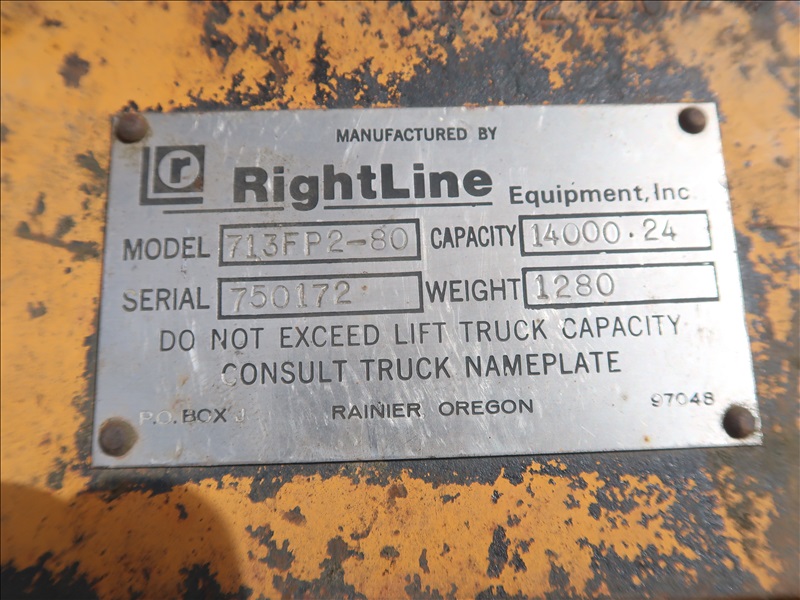 MANUFACTURED BY
r RightLine Equipment, Inc
MODEL 713FP2-80 CAPACITY 14000.24
SERIAL 750172 WEIGHT 1280
DO NOT EXCEED LIFT TRUCK CAPACITY
CONSULT TRUCK NAMEPLATE
P.O. BOX J RAINIER, OREGON 97048